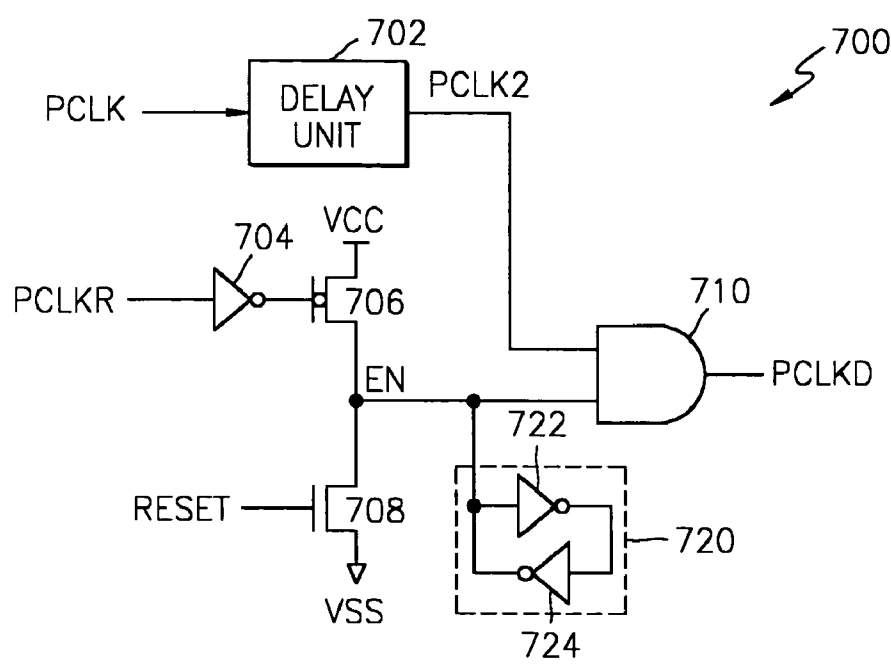 702
700
PCLK
DELAY
UNIT
PCLK2
VCC
704
PCLKR
706
710
EN
PCLKD
722
RESET
708
720
VSS
724